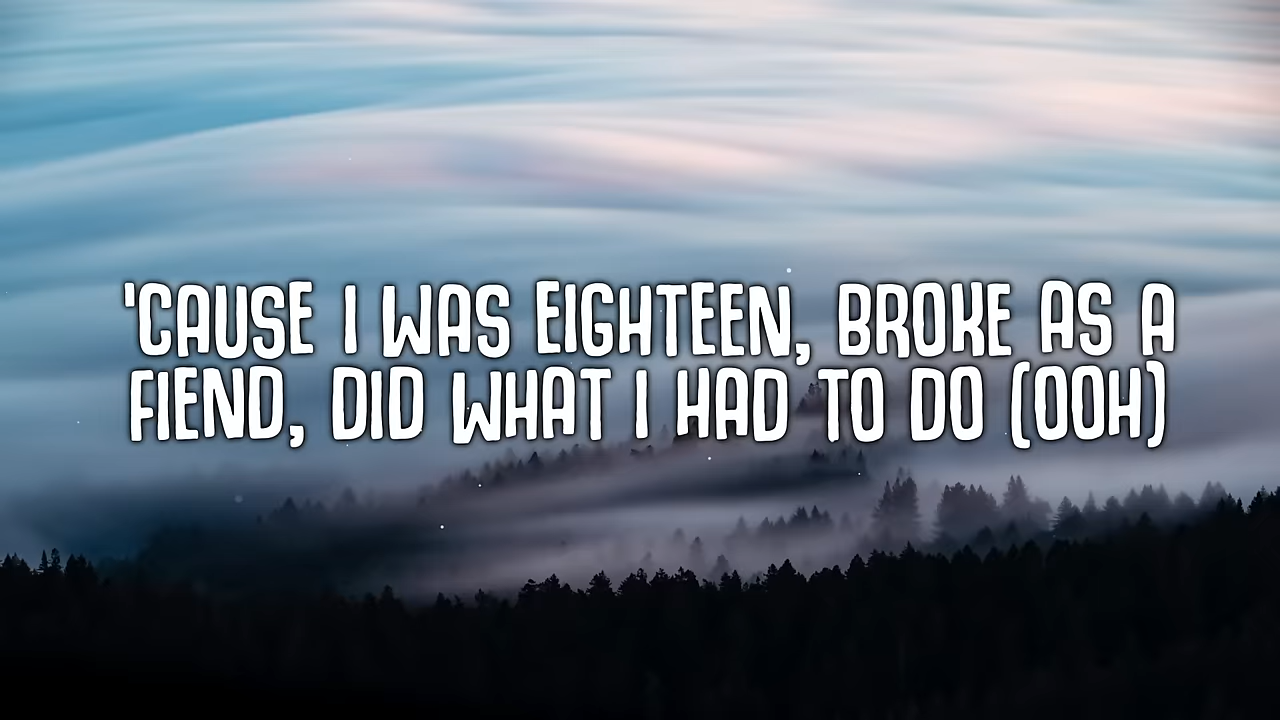 'CAUSE I WAS EIGHTEEN, BROKE AS A
FIEND, DID WHAT I HAD TO DO (OOH)